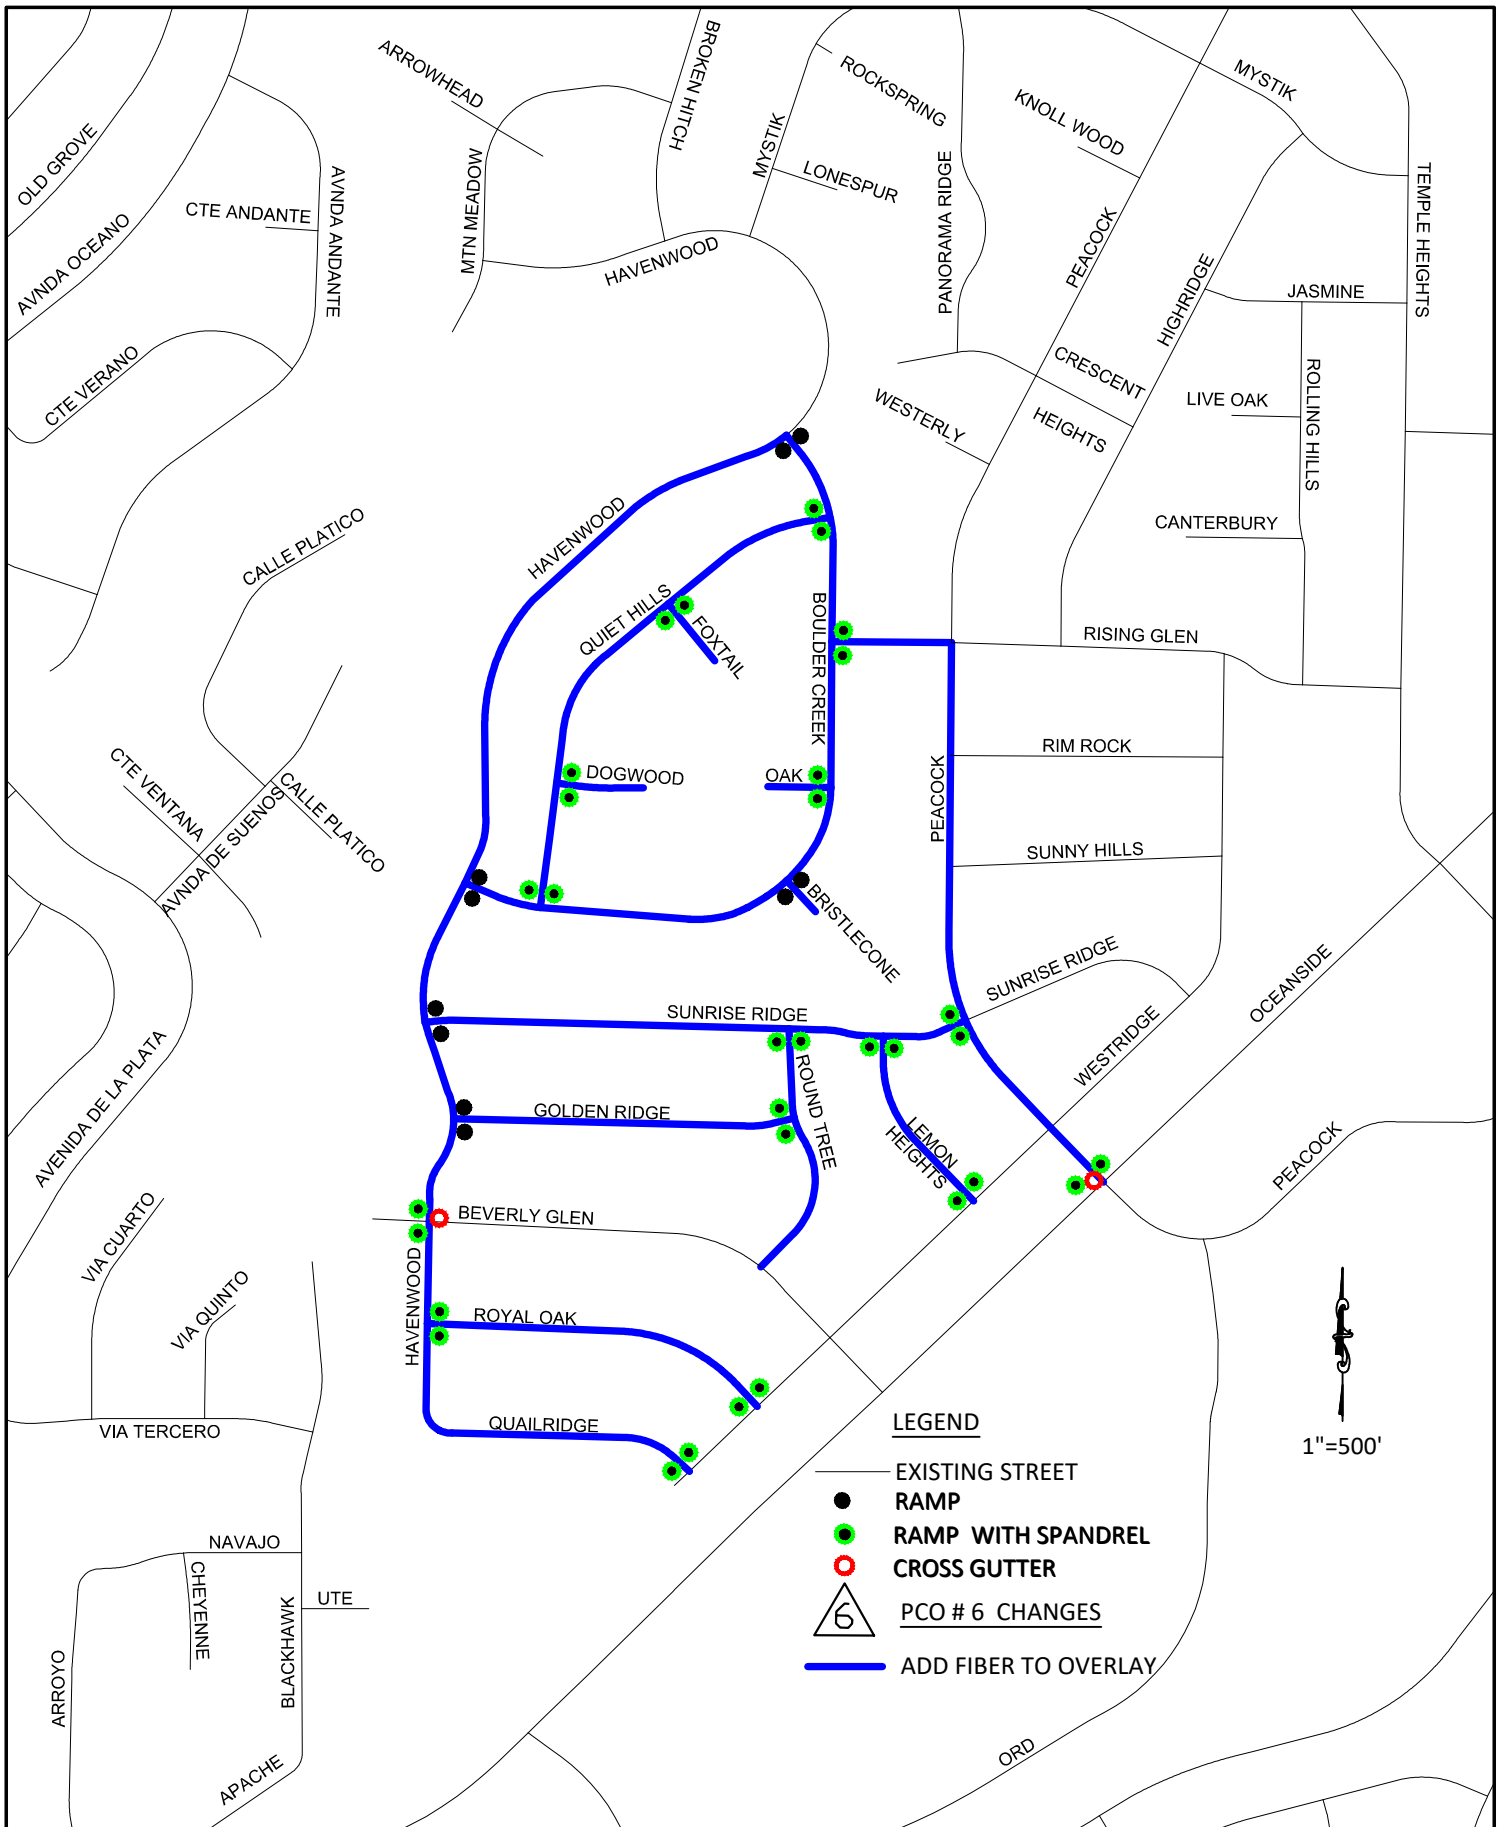 OLD GROVE
AVNDA OCEANO
CTE ANDANTE
AVNDA ANDANTE
CTE VERANO
ARROWHEAD
MTN MEADOW
BROKEN HITCH
MYSTIK
ROCKSPRING
LONESPUR
HAVENWOOD
PANORAMA RIDGE
KNOLL WOOD
MYSTIK
PEACOCK
HIGHRIDGE
TEMPLE HEIGHTS
JASMINE
CRESCENT
HEIGHTS
WESTERLY
LIVE OAK
ROLLING HILLS
CANTERBURY
CALLE PLATICO
HAVENWOOD
QUIET HILLS
FOXTAIL
BOULDER CREEK
RISING GLEN
DOGWOOD
OAK
PEACOCK
RIM ROCK
SUNNY HILLS
CTE VENTANA
AVNDA DE SUENOS
CALLE PLATICO
BRISTLECONE
SUNRISE RIDGE
SUNRISE RIDGE
OCEANSIDE
WESTRIDGE
AVENIDA DE LA PLATA
GOLDEN RIDGE
ROUND TREE
LEMON
HEIGHTS
PEACOCK
VIA CUARTO
BEVERLY GLEN
VIA QUINTO
HAVENWOOD
ROYAL OAK
VIA TERCERO
QUAILRIDGE
1"=500'
NAVAJO
CHEYENNE
UTE
BLACKHAWK
ARROYO
APACHE
ORD
LEGEND
EXISTING STREET
RAMP
RAMP WITH SPANDREL
CROSS GUTTER
6 PCO # 6 CHANGES
ADD FIBER TO OVERLAY